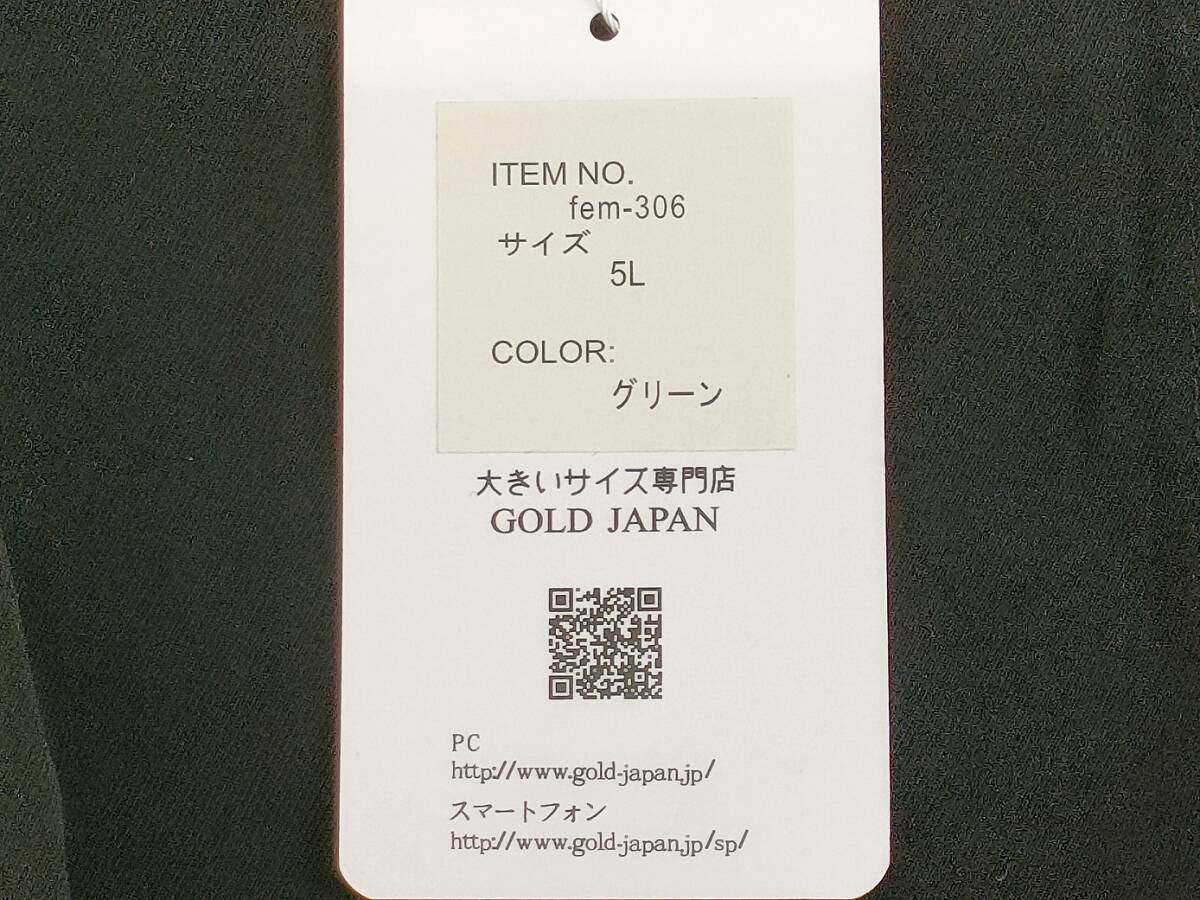 ITEM NO.
fem-306
サイズ
5L
COLOR:
グリーン
大きいサイズ専門店
GOLD JAPAN
PC
http://www.gold-japan.jp/
スマートフォン
http://www.gold-japan.jp/sp/